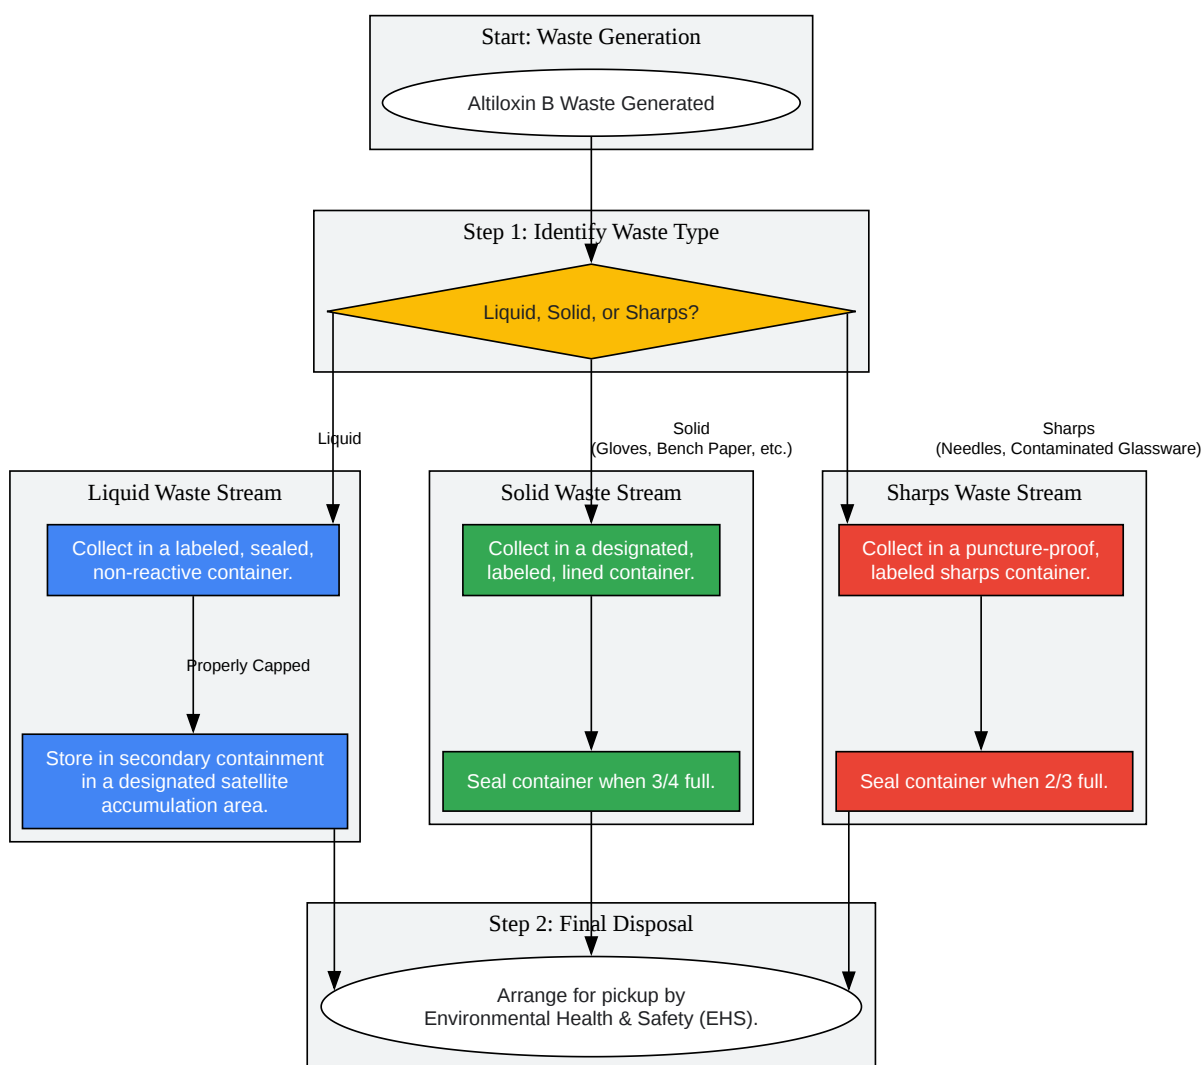 Start: Waste Generation
Altiloxin B Waste Generated
Step 1: Identify Waste Type
Liquid, Solid, or Sharps?
Liquid
Solid
(Gloves, Bench Paper, etc.)
Sharps
(Needles, Contaminated Glassware)
Liquid Waste Stream
Collect in a labeled, sealed,
non-reactive container.
Properly Capped
Store in secondary containment
in a designated satellite
accumulation area.
Solid Waste Stream
Collect in a designated,
labeled, lined container.
Seal container when 3/4 full.
Sharps Waste Stream
Collect in a puncture-proof,
labeled sharps container.
Seal container when 2/3 full.
Step 2: Final Disposal
Arrange for pickup by
Environmental Health & Safety (EHS).